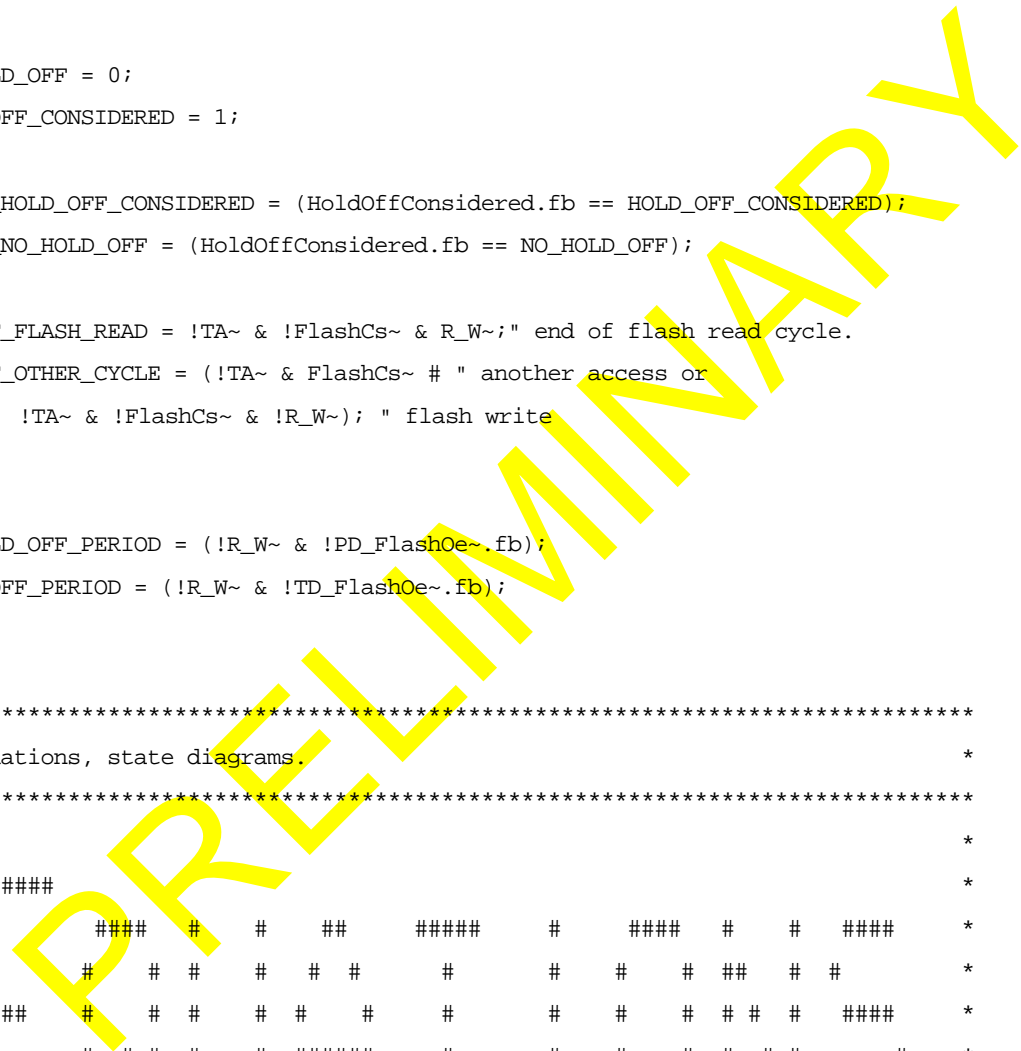 D_OFF = 0;
FF_CONSIDERED = 1;
_HOLD_OFF_CONSIDERED = (HoldOffConsidered.fb == HOLD_OFF_CONSIDERED);
_NO_HOLD_OFF = (HoldOffConsidered.fb == NO_HOLD_OFF);
_FLASH_READ = !TA~ & !FlashCs~ & R_W~;" end of flash read cycle.
_OTHER_CYCLE = (!TA~ & FlashCs~ # " another access or
!TA~ & !FlashCs~ & !R_W~); " flash write
D_OFF_PERIOD = (!R_W~ & !PD_FlashOe~.fb);
FF_PERIOD = (!R_W~ & !TD_FlashOe~.fb);
*************************************************************************
ations, state diagrams. *
*************************************************************************
*
#### *
#### # # ## ##### # #### # # #### *
# # # # # # # # # # ## # # *
## # # # # # # # # # # # # # #### *
PRELIMINARY